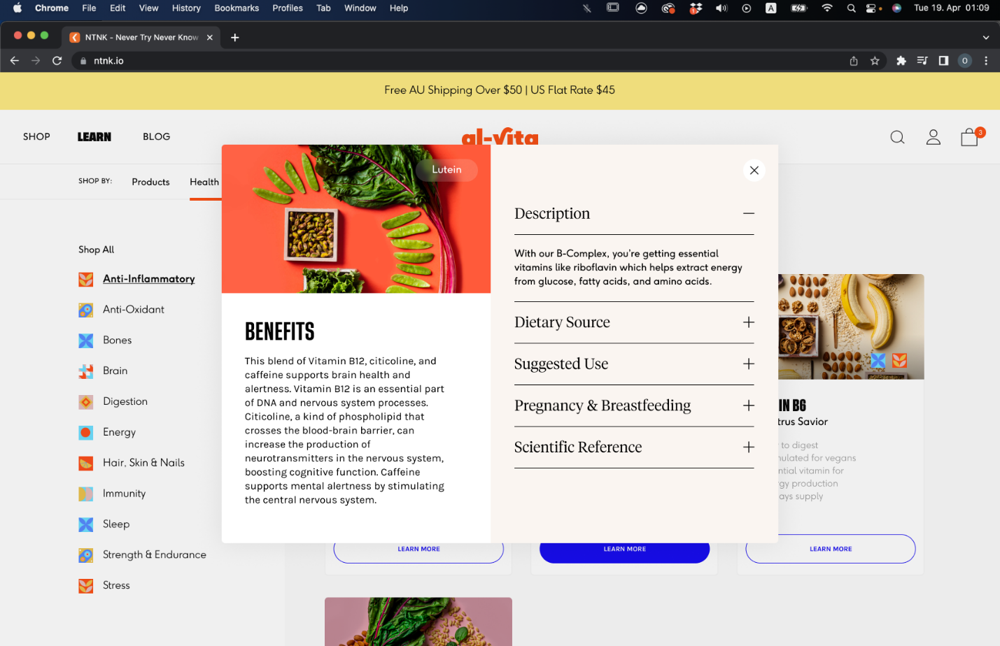 Chrome File Edit View History Bookmarks Profiles Tab Window Help
1 A Tue 19. Apr 01:09
NTNK - Never Try Never Know
ntnk.io
O
Free AU Shipping Over $50 | US Flat Rate $45
SHOP LEARN BLOG
al-vita
3
SHOP BY: Products Health
Shop All
Anti-Inflammatory
Anti-Oxidant
Bones
Brain
Digestion
Energy
Hair, Skin & Nails
Immunity
Sleep
Strength & Endurance
Stress
Lutein
BENEFITS
This blend of Vitamin B12, citicoline, and
caffeine supports brain health and
alertness. Vitamin B12 is an essential part
of DNA and nervous system processes.
Citicoline, a kind of phospholipid that
crosses the blood-brain barrier, can
increase the production of
neurotransmitters in the nervous system,
boosting cognitive function. Caffeine
supports mental alertness by stimulating
the central nervous system.
Description
With our B-Complex, you're getting essential
vitamins like riboflavin which helps extract energy
from glucose, fatty acids, and amino acids.
Dietary Source
Suggested Use
Pregnancy & Breastfeeding
Scientific Reference
IN B6
trus Savior
to digest
mulated for vegans
ntial vitamin for
gy production
ays supply
LEARN MORE
LEARN MORE
LEARN MORE